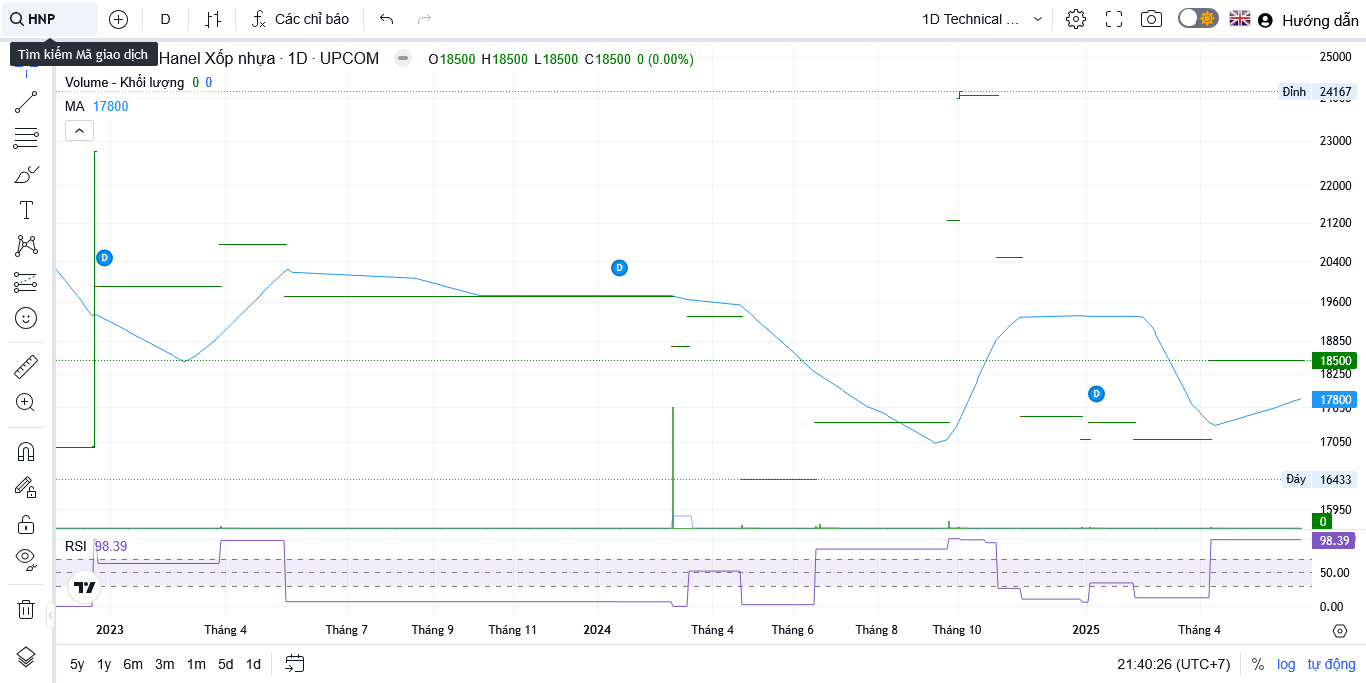 HNP
D
Các chỉ báo
1D Technical ...
Hướng dẫn
Tìm kiếm Mã giao dịch
Hanel Xốp nhựa · 1D · UPCOM
O18500 H18500 L18500 C18500 0 (0.00%)
Volume - Khối lượng 0 0
MA 17800
25000
Đỉnh 24167
23000
22000
21200
20400
19600
18850
18500
18250
17800
17650
17050
Đáy 16433
15950
0
D
D
D
RSI 98.39
98.39
50.00
0.00
2023 Tháng 4 Tháng 7 Tháng 9 Tháng 11 2024 Tháng 4 Tháng 6 Tháng 8 Tháng 10 2025 Tháng 4
5y 1y 6m 3m 1m 5d 1d
21:40:26 (UTC+7) % log tự động